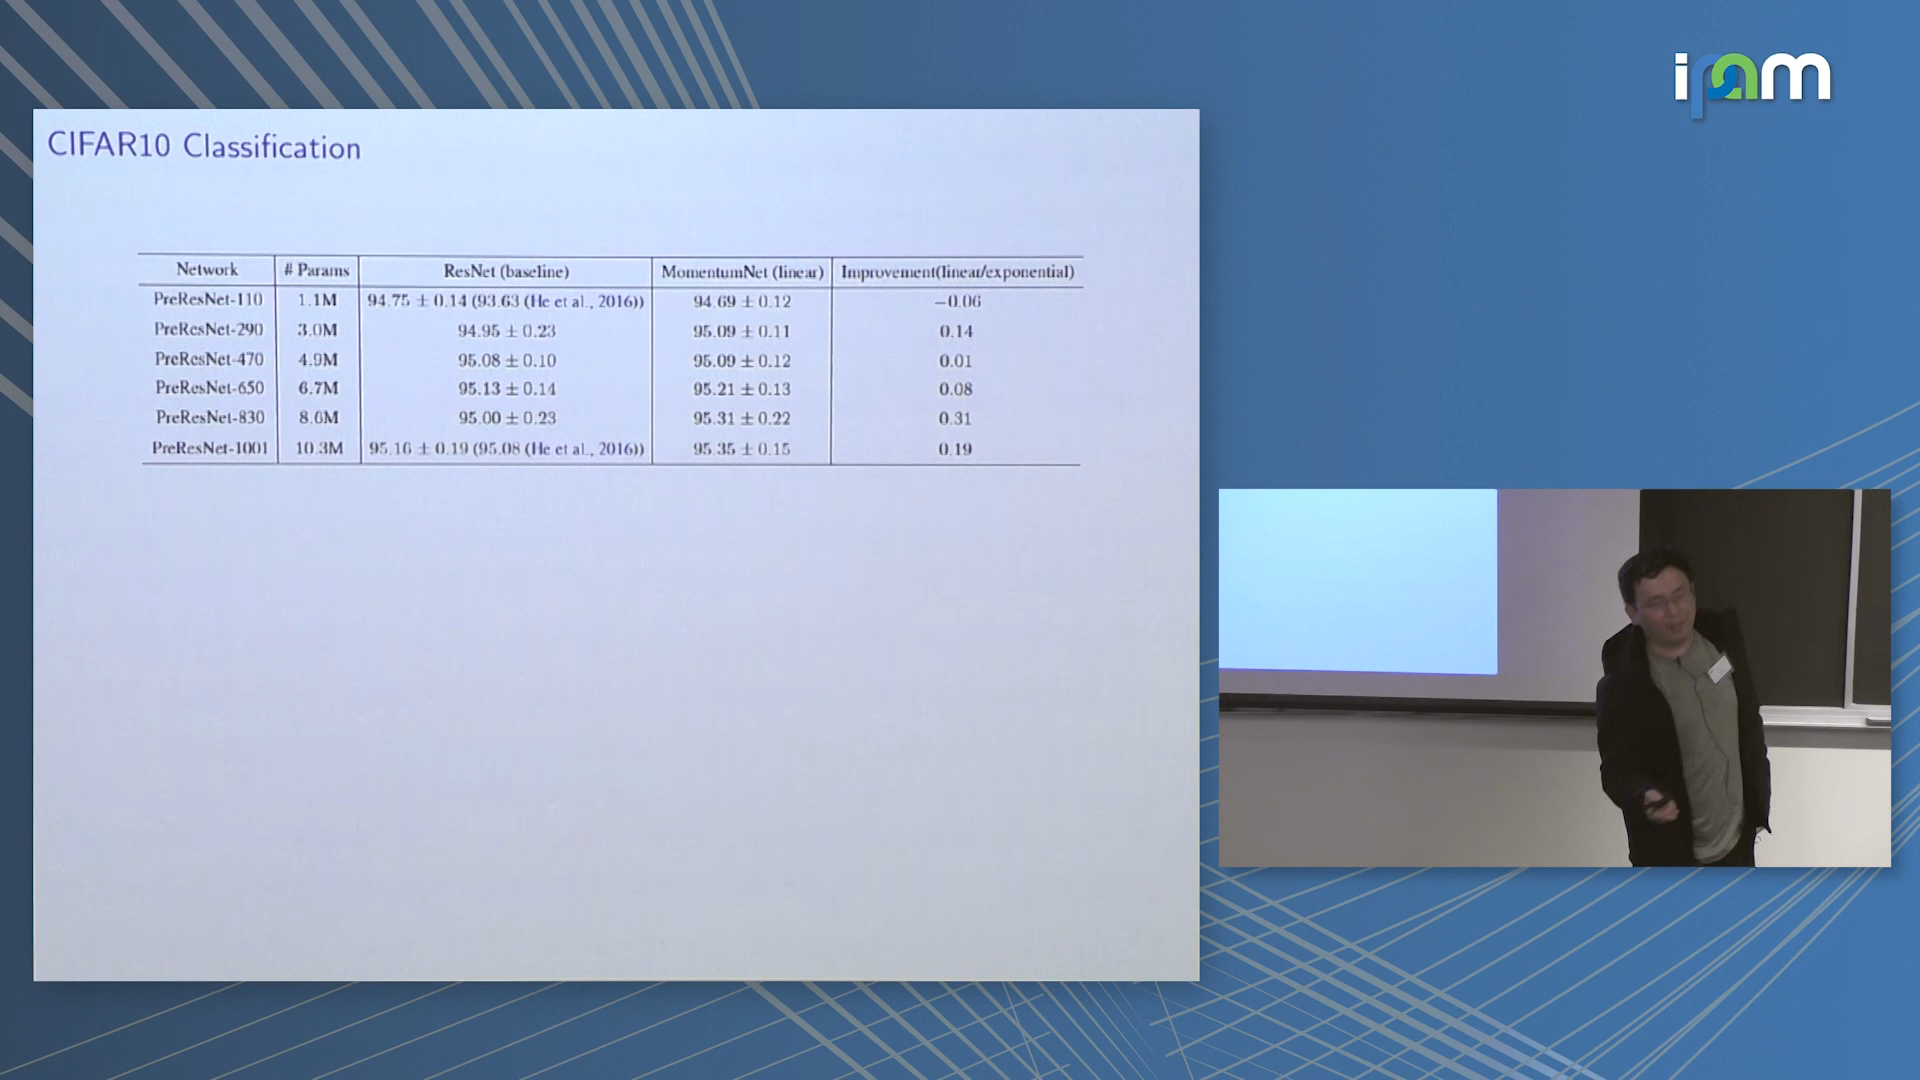 ipam
CIFAR10 Classification
Network # Params ResNet (baseline) MomentumNet (linear) Improvement(linear/exponential)
PreResNet-110 1.1M 94.75 ± 0.14 (93.63 (He et al., 2016)) 94.69 ± 0.12 −0.06
PreResNet-290 3.0M 94.95 ± 0.23 95.09 ± 0.11 0.14
PreResNet-470 4.9M 95.08 ± 0.10 95.09 ± 0.12 0.01
PreResNet-650 6.7M 95.13 ± 0.14 95.21 ± 0.13 0.08
PreResNet-830 8.6M 95.00 ± 0.23 95.31 ± 0.22 0.31
PreResNet-1001 10.3M 95.16 ± 0.19 (95.08 (He et al., 2016)) 95.35 ± 0.15 0.19